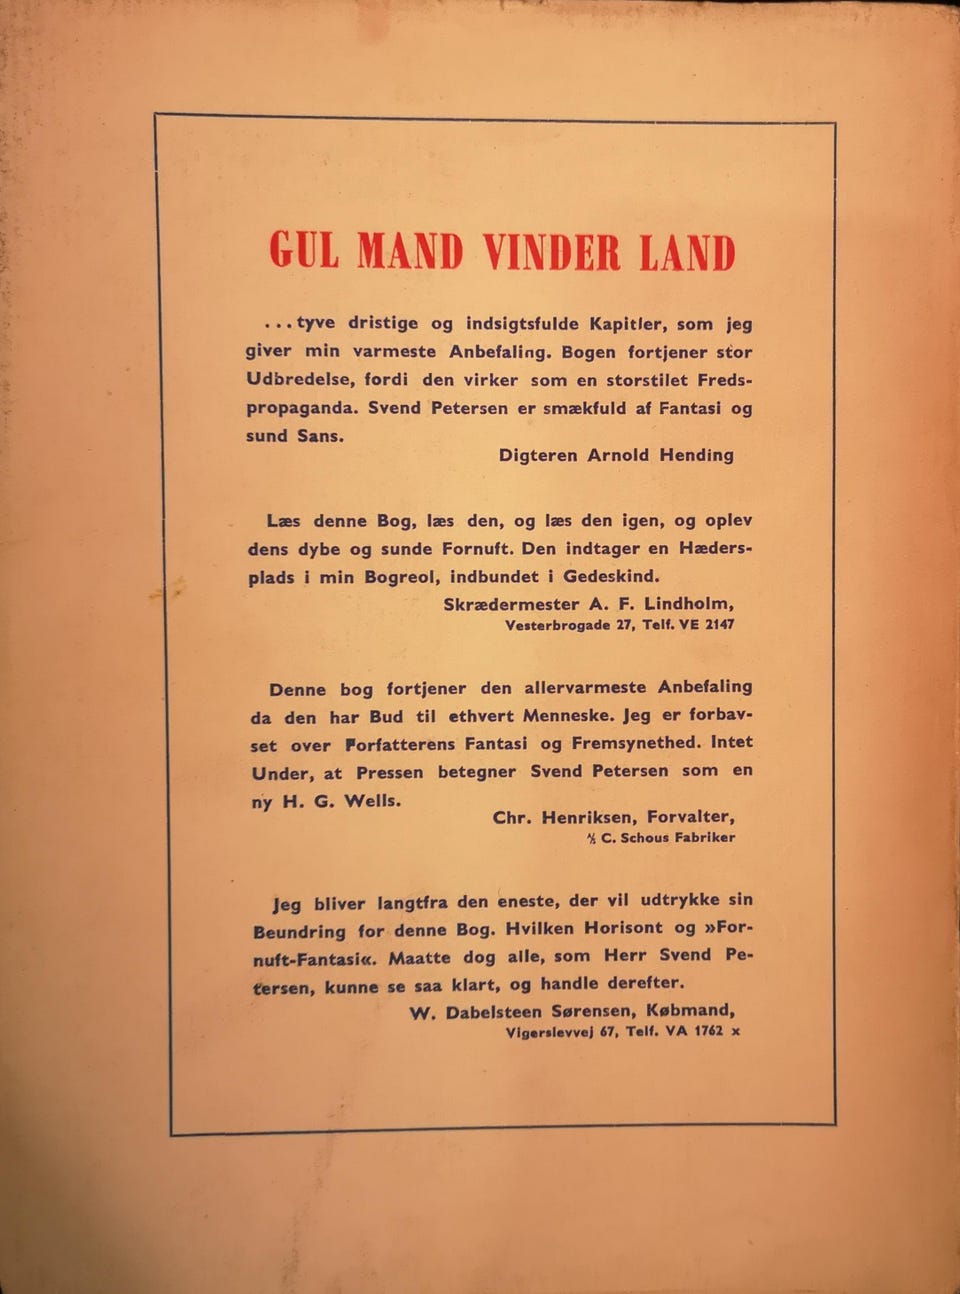 GUL MAND VINDER LAND
...tyve dristige og indsigtsfulde Kapitler, som jeg
giver min varmeste Anbefaling. Bogen fortjener stor
Udbredelse, fordi den virker som en storstilet Freds-
propaganda. Svend Petersen er smækfuld af Fantasi og
sund Sans.
Digteren Arnold Hending
Læs denne Bog, læs den, og læs den igen, og oplev
dens dybe og sunde Fornuft. Den indtager en Hæders-
plads i min Bogreol, indbundet i Gedeskind.
Skrædermester A. F. Lindholm,
Vesterbrogade 27, Telf. VE 2147
Denne bog fortjener den allervarmeste Anbefaling
da den har Bud til ethvert Menneske. Jeg er forbav-
set over Forfatterens Fantasi og Fremsynethed. Intet
Under, at Pressen betegner Svend Petersen som en
ny H. G. Wells.
Chr. Henriksen, Forvalter,
A/S C. Schous Fabriker
Jeg bliver langtfra den eneste, der vil udtrykke sin
Beundring for denne Bog. Hvilken Horisont og »For-
nuft-Fantasi«. Maatte dog alle, som Herr Svend Pe-
tersen, kunne se saa klart, og handle derefter.
W. Dabelsteen Sørensen, Købmand,
Vigerslevvej 67, Telf. VA 1762 x